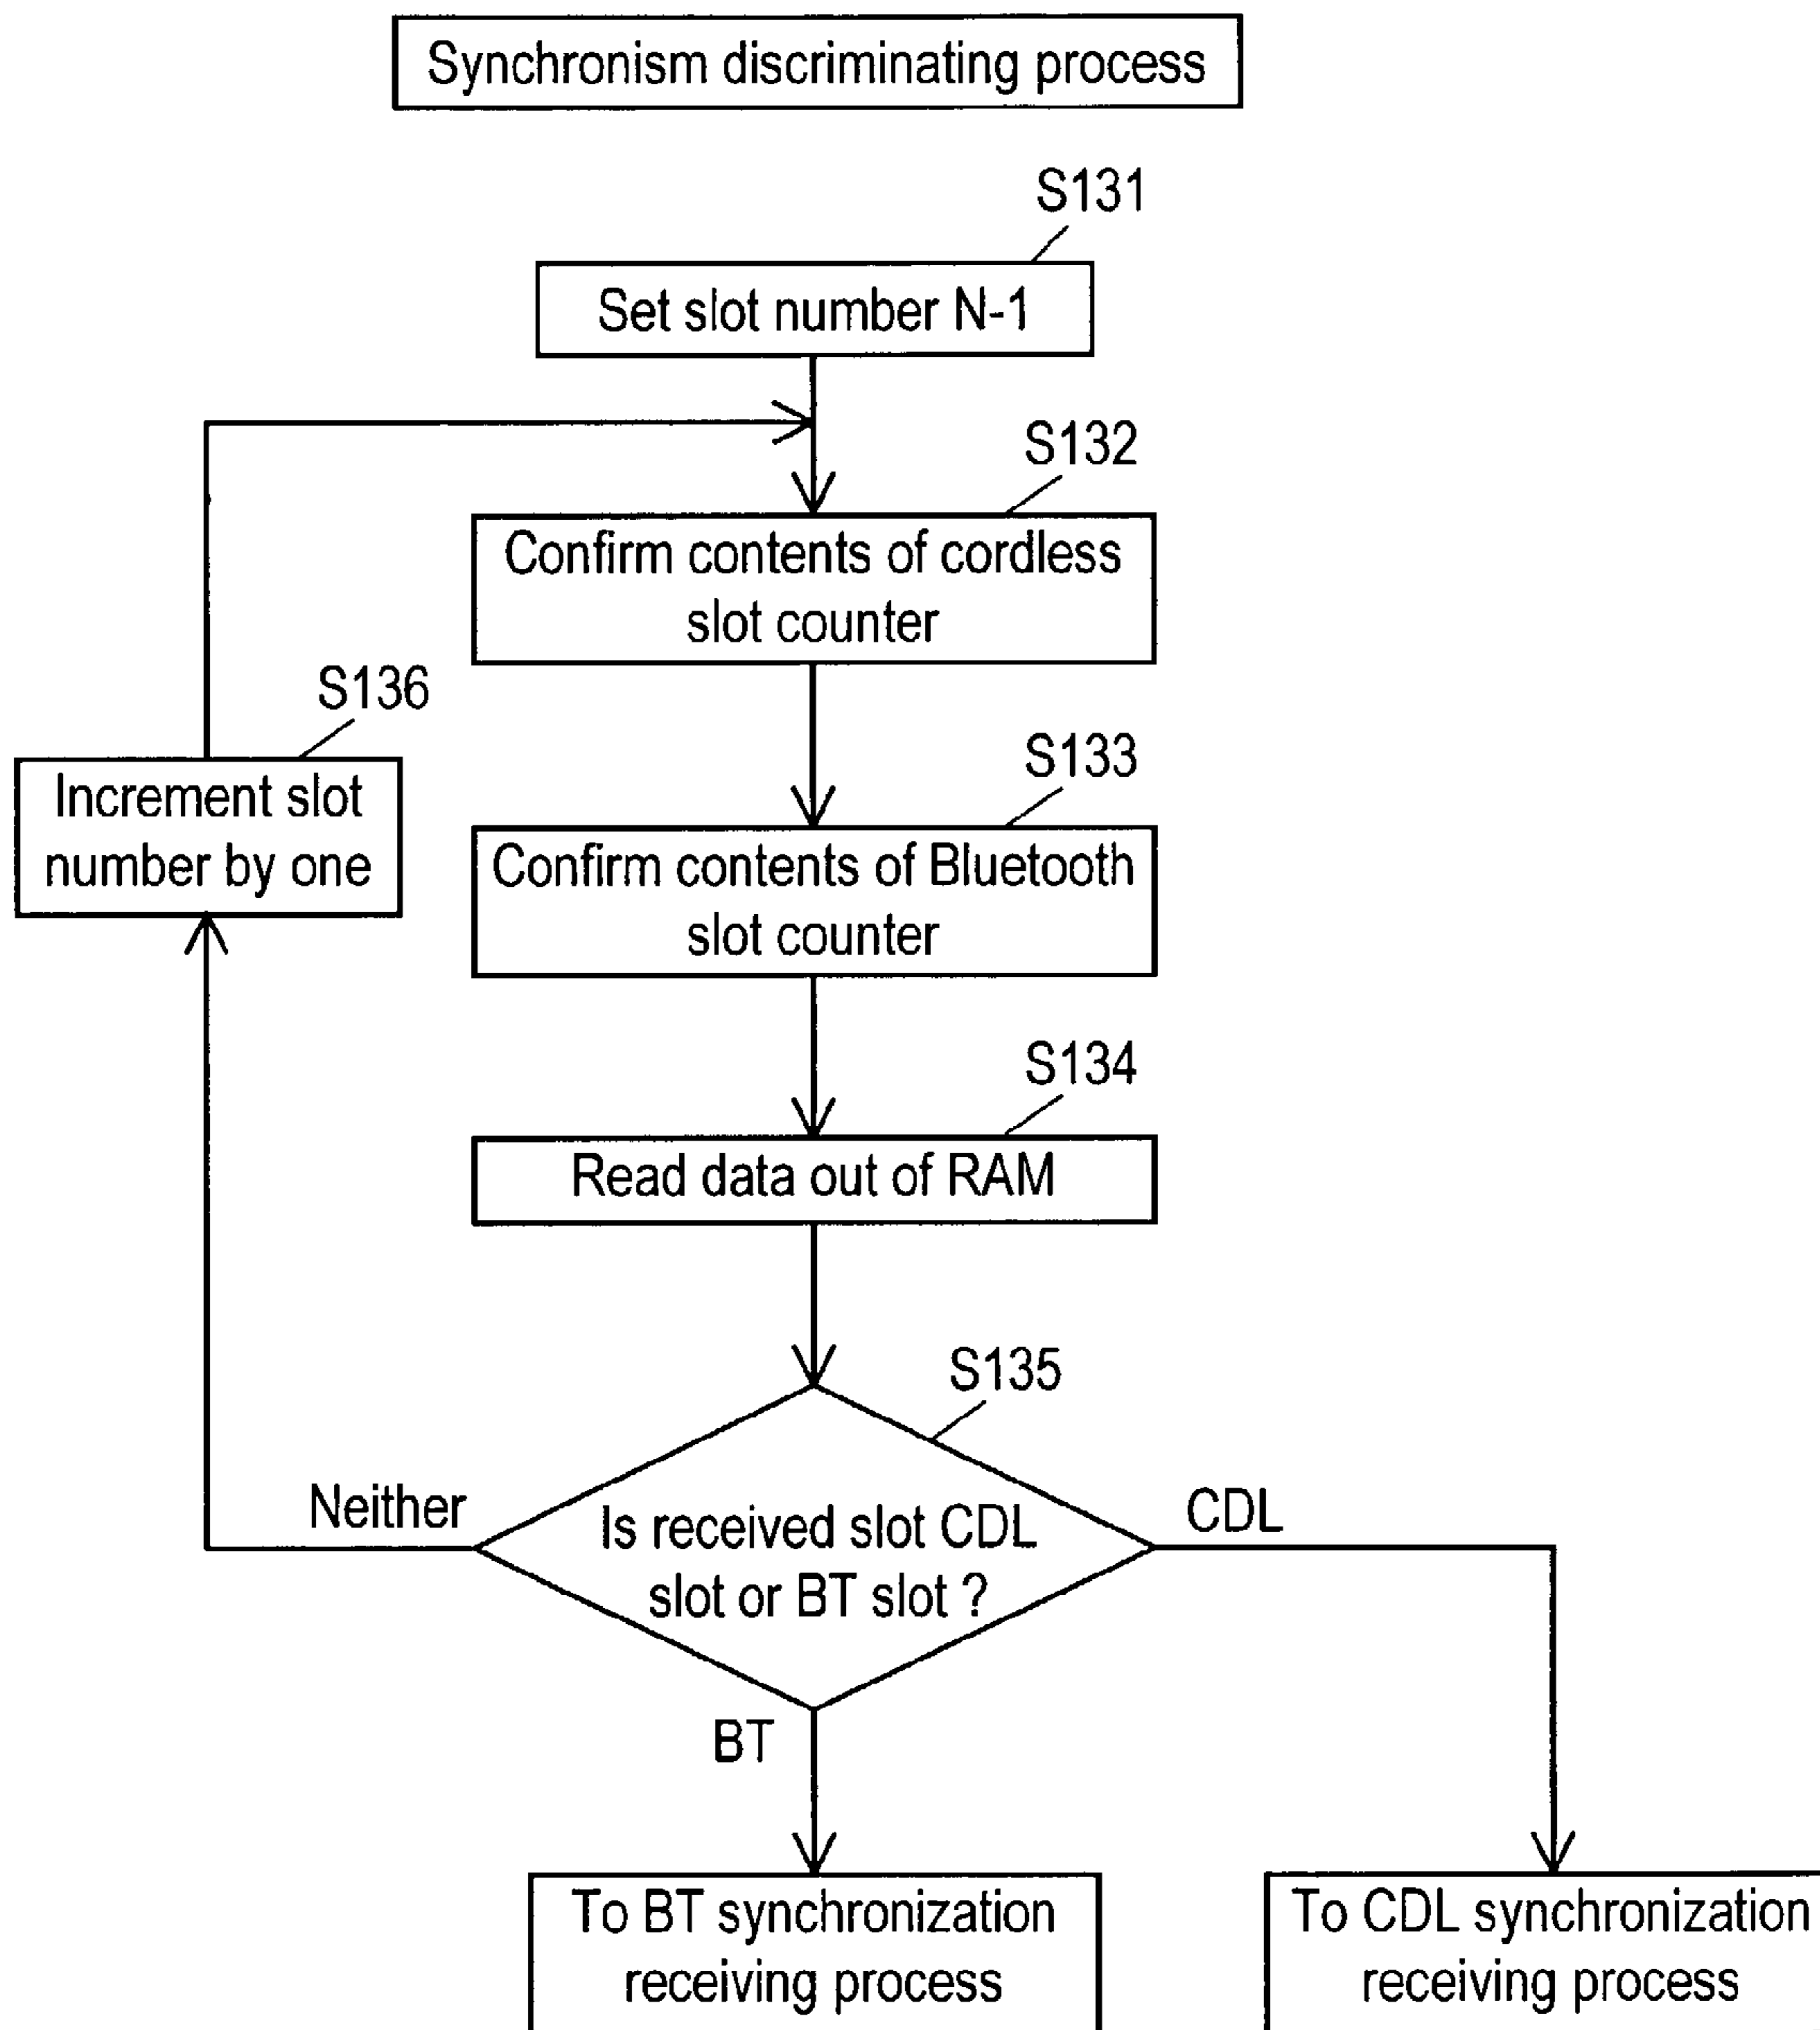 Synchronism discriminating process
S131
Set slot number N-1
S132
Confirm contents of cordless
slot counter
S136
Increment slot
number by one
S133
Confirm contents of Bluetooth
slot counter
S134
Read data out of RAM
S135
Neither
Is received slot CDL
slot or BT slot ?
CDL
BT
To BT synchronization
receiving process
To CDL synchronization
receiving process